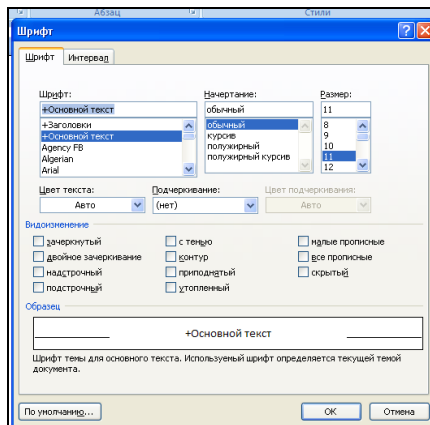 Абзац Стили
Шрифт
Шрифт Интервал
Шрифт: Начертание: Размер:
+Основной текст обычный 11
+Заголовки обычный 8
+Основной текст курсив 9
Agency FB полужирный 10
Algerian полужирный курсив 11
Arial 12
Цвет текста: Подчеркивание: Цвет подчеркивания:
Авто (нет) Авто
Видоизменение
зачеркнутый с тенью малые прописные
двойное зачеркивание контур все прописные
надстрочный приподнятый скрытый
подстрочный утопленный
Образец
+Основной текст
Шрифт темы для основного текста. Используемый шрифт определяется текущей темой
документа.
По умолчанию... ОК Отмена